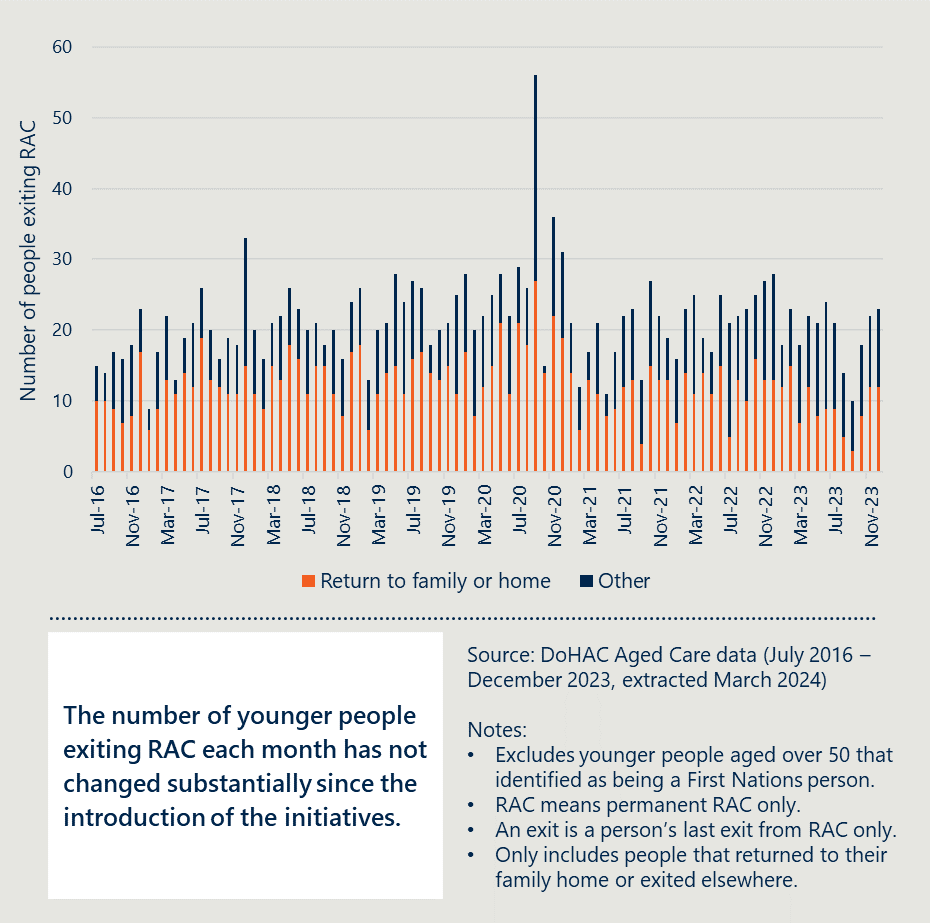 60
50
40
30
20
10
0
Number of people exiting RAC
Jul-16
Nov-16
Mar-17
Jul-17
Nov-17
Mar-18
Jul-18
Nov-18
Mar-19
Jul-19
Nov-19
Mar-20
Jul-20
Nov-20
Mar-21
Jul-21
Nov-21
Mar-22
Jul-22
Nov-22
Mar-23
Jul-23
Nov-23
Return to family or home
Other
The number of younger people
exiting RAC each month has not
changed substantially since the
introduction of the initiatives.
Source: DoHAC Aged Care data (July 2016 –
December 2023, extracted March 2024)
Notes:
• Excludes younger people aged over 50 that
identified as being a First Nations person.
• RAC means permanent RAC only.
• An exit is a person’s last exit from RAC only.
• Only includes people that returned to their
family home or exited elsewhere.